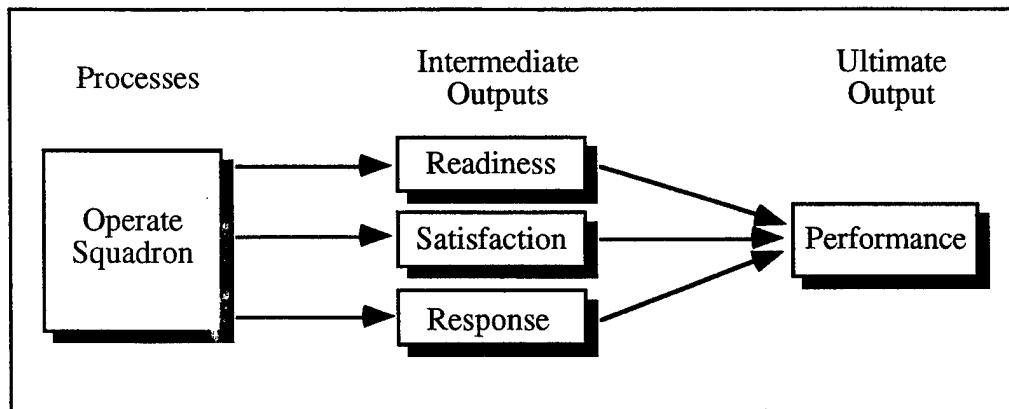 Processes
Intermediate
Outputs
Ultimate
Output
Operate
Squadron
Readiness
Satisfaction
Response
Performance